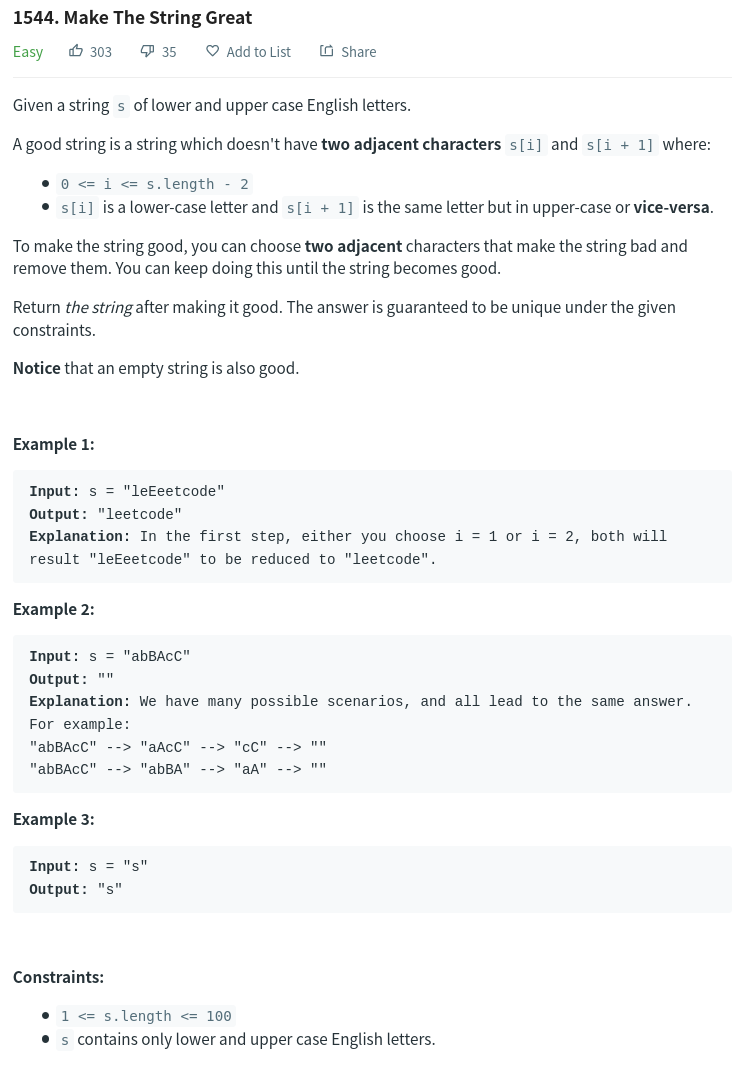 1544. Make The String Great
Easy 303 35 Add to List Share
Given a string s of lower and upper case English letters.
A good string is a string which doesn't have two adjacent characters s[i] and s[i + 1] where:
• 0 <= i <= s.length - 2
• s[i] is a lower-case letter and s[i + 1] is the same letter but in upper-case or vice-versa.
To make the string good, you can choose two adjacent characters that make the string bad and
remove them. You can keep doing this until the string becomes good.
Return the string after making it good. The answer is guaranteed to be unique under the given
constraints.
Notice that an empty string is also good.
Example 1:
Input: s = "leEeetcode"
Output: "leetcode"
Explanation: In the first step, either you choose i = 1 or i = 2, both will
result "leEeetcode" to be reduced to "leetcode".
Example 2:
Input: s = "abBAcC"
Output: ""
Explanation: We have many possible scenarios, and all lead to the same answer.
For example:
"abBAcC" --> "aAcC" --> "cC" --> ""
"abBAcC" --> "abBA" --> "aA" --> ""
Example 3:
Input: s = "s"
Output: "s"
Constraints:
• 1 <= s.length <= 100
• s contains only lower and upper case English letters.